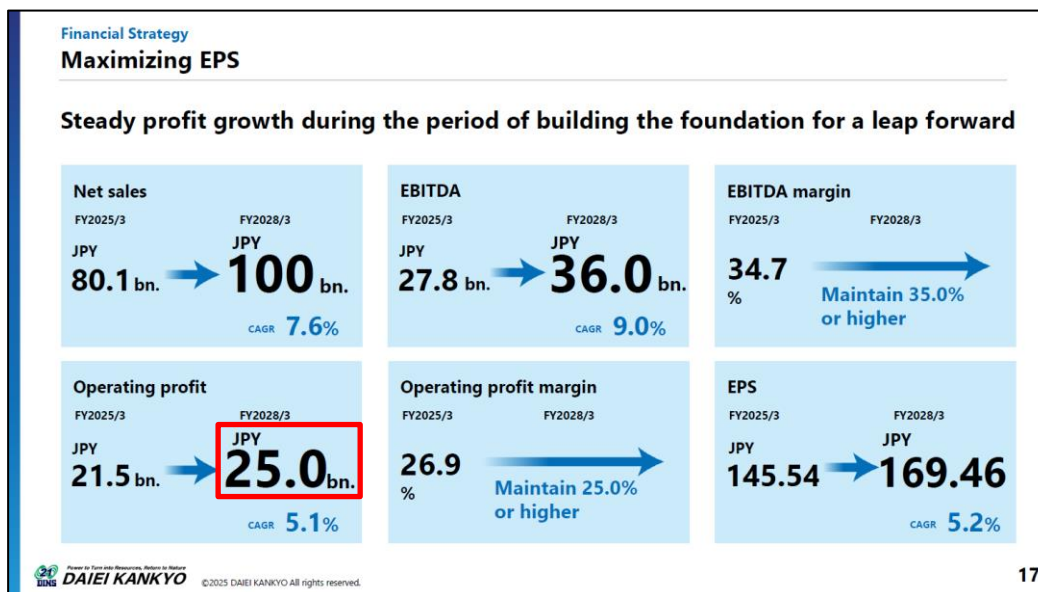 Financial Strategy
Maximizing EPS
Steady profit growth during the period of building the foundation for a leap forward
Net sales
FY2025/3 FY2028/3
JPY 80.1 bn. JPY 100 bn.
CAGR 7.6%
EBITDA
FY2025/3 FY2028/3
JPY 27.8 bn. JPY 36.0 bn.
CAGR 9.0%
EBITDA margin
FY2025/3 FY2028/3
34.7 %
Maintain 35.0%
or higher
Operating profit
FY2025/3 FY2028/3
JPY 21.5 bn. JPY 25.0 bn.
CAGR 5.1%
Operating profit margin
FY2025/3 FY2028/3
26.9 %
Maintain 25.0%
or higher
EPS
FY2025/3 FY2028/3
JPY 145.54 JPY 169.46
CAGR 5.2%
Power to Turn into Resources, Return to Nature
DINS DAIEI KANKYO ©2025 DAIEI KANKYO All rights reserved.
17